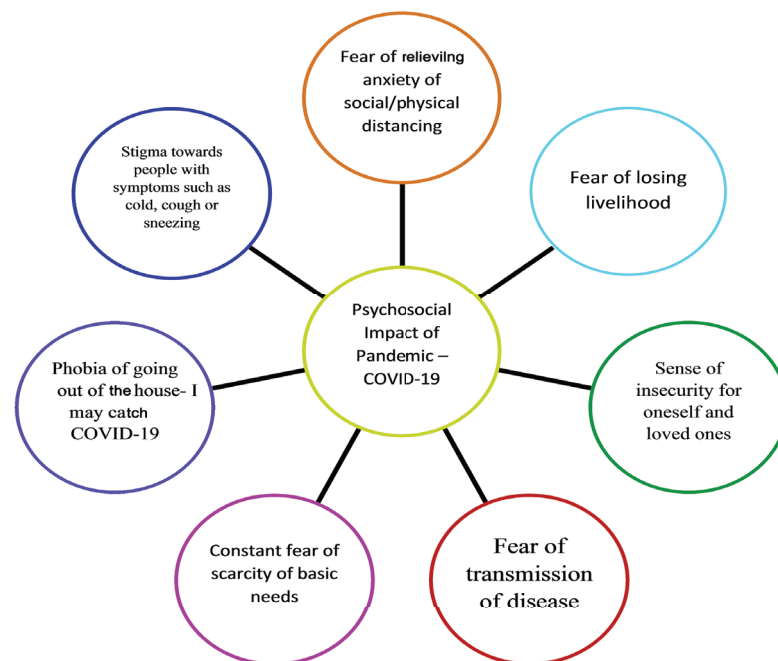 Fear of relieviing
anxiety of
social/physical
distancing
Stigma towards
people with
symptoms such as
cold, cough or
sneezing
Fear of losing
livelihood
Psychosocial
Impact of
Pandemic –
COVID-19
Phobia of going
out of the house- I
may catch
COVID-19
Sense of
insecurity for
oneself and
loved ones
Constant fear of
scarcity of basic
needs
Fear of
transmission
of disease